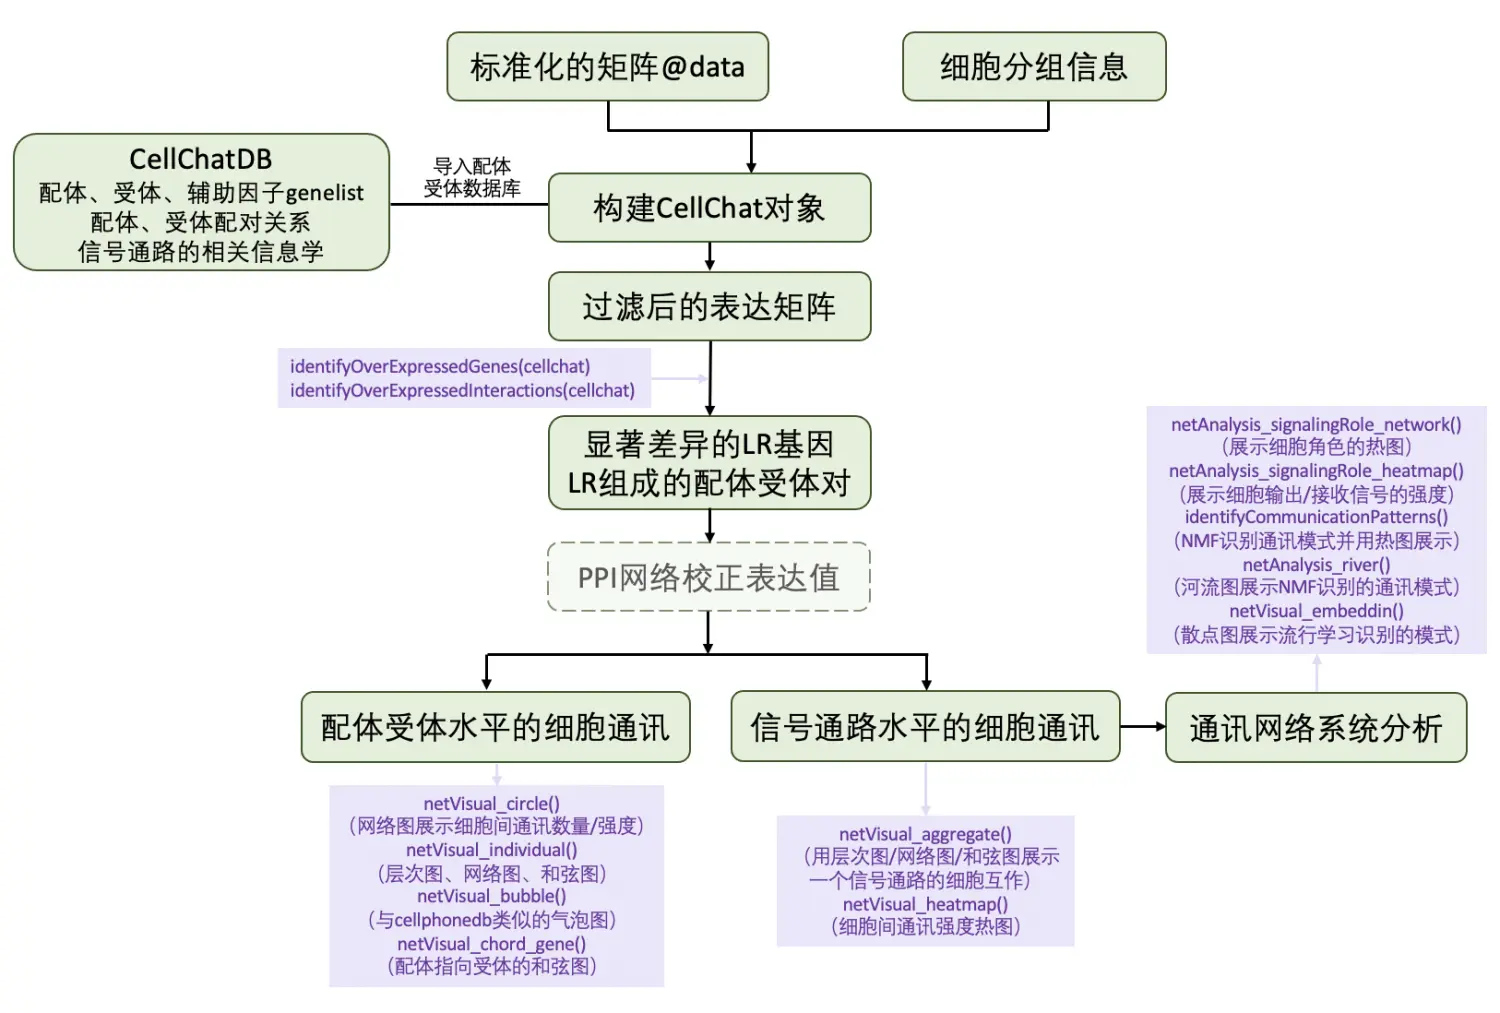 标准化的矩阵@data
细胞分组信息
CellChatDB
配体、受体、辅助因子genelist
配体、受体配对关系
信号通路的相关信息学
导入配体
受体数据库
构建CellChat对象
过滤后的表达矩阵
identifyOverExpressedGenes(cellchat)
identifyOverExpressedInteractions(cellchat)
显著差异的LR基因
LR组成的配体受体对
PPI网络校正表达值
配体受体水平的细胞通讯
信号通路水平的细胞通讯
通讯网络系统分析
netVisual_circle()
（网络图展示细胞间通讯数量/强度）
netVisual_individual()
（层次图、网络图、和弦图）
netVisual_bubble()
（与cellphonedb类似的气泡图）
netVisual_chord_gene()
（配体指向受体的和弦图）
netVisual_aggregate()
（用层次图/网络图/和弦图展示
一个信号通路的细胞互作）
netVisual_heatmap()
（细胞间通讯强度热图）
netAnalysis_signalingRole_network()
（展示细胞角色的热图）
netAnalysis_signalingRole_heatmap()
（展示细胞输出/接收信号的强度）
identifyCommunicationPatterns()
（NMF识别通讯模式并用热图展示）
netAnalysis_river()
（河流图展示NMF识别的通讯模式）
netVisual_embeddin()
（散点图展示流行学习识别的模式）